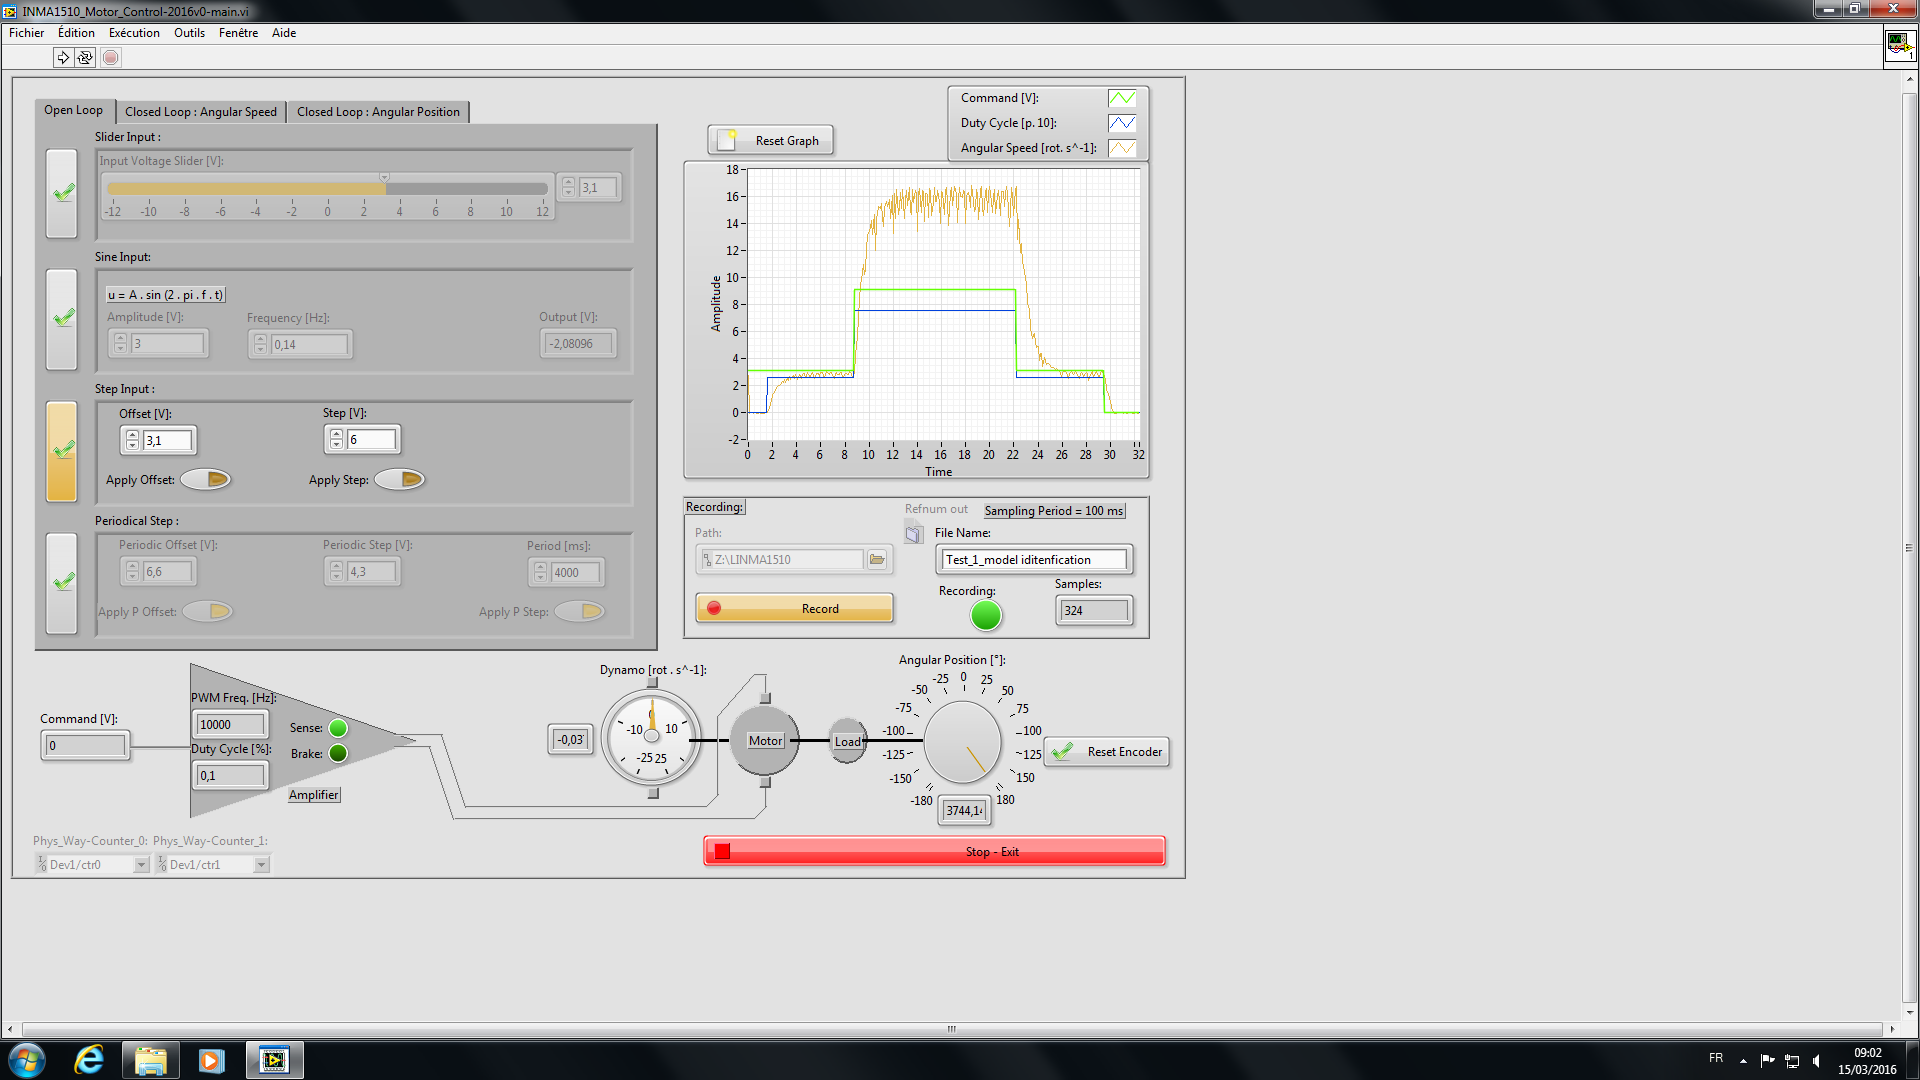 INMA1510_Motor_Control-2016v0-main.vi
Fichier Édition Exécution Outils Fenêtre Aide
Open Loop Closed Loop : Angular Speed Closed Loop : Angular Position
Slider Input :
Input Voltage Slider [V]:
3,1
-12 -10 -8 -6 -4 -2 0 2 4 6 8 10 12
Sine Input:
u = A . sin (2 . pi . f . t)
Amplitude [V]: Frequency [Hz]: Output [V]:
3 0,14 -2,08096
Step Input :
Offset [V]: Step [V]:
3,1 6
Apply Offset: Apply Step:
Periodical Step :
Periodic Offset [V]: Periodic Step [V]: Period [ms]:
6,6 4,3 4000
Apply P Offset: Apply P Step:
Command [V]:
Duty Cycle [p. 10]:
Angular Speed [rot. s^-1]:
Reset Graph
18
16
14
12
10
8
6
4
2
0
-2
Amplitude
0 2 4 6 8 10 12 14 16 18 20 22 24 26 28 30 32
Time
Recording:
Refnum out Sampling Period = 100 ms
Path: File Name:
Z:\LINMA1510 Test_1_model iditenfication
Recording: Samples:
Record 324
Command [V]:
0
PWM Freq. [Hz]:
10000
Duty Cycle [%]:
0,1
Sense:
Brake:
Amplifier
Dynamo [rot . s^-1]:
-0,03
0
-10 10
-25 25
Motor
Load
Angular Position [°]:
-25 0 25
-50 50
-75 75
-100 100
-125 125
-150 150
-180 180
3744,14
Reset Encoder
Phys_Way-Counter_0: Phys_Way-Counter_1:
Dev1/ctr0 Dev1/ctr1
Stop - Exit
FR
09:02
15/03/2016